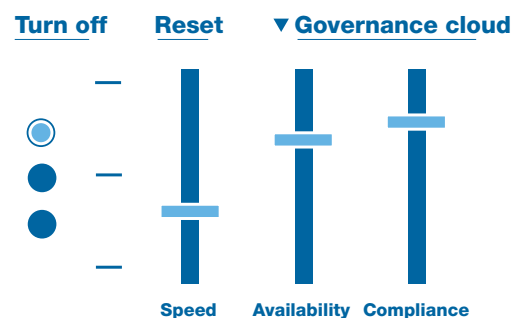 Turn off Reset ▼ Governance cloud
Speed Availability Compliance